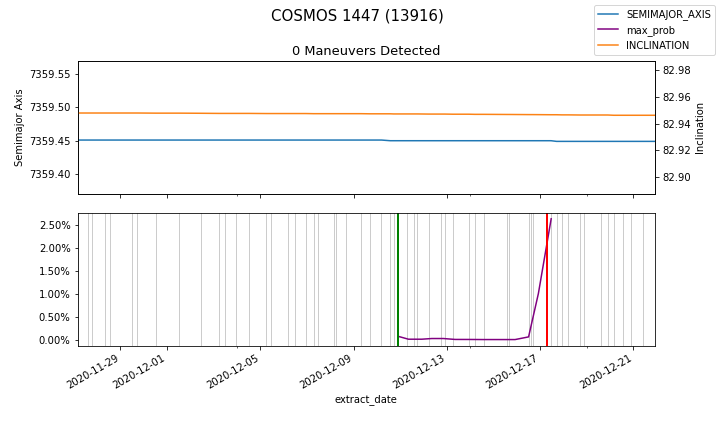 COSMOS 1447 (13916)
SEMIMAJOR_AXIS
max_prob
INCLINATION
0 Maneuvers Detected
7359.55
7359.50
7359.45
7359.40
Semimajor Axis
82.98
82.96
82.94
82.92
82.90
Inclination
2.50%
2.00%
1.50%
1.00%
0.50%
0.00%
2020-11-29
2020-12-01
2020-12-05
2020-12-09
2020-12-13
2020-12-17
2020-12-21
extract_date